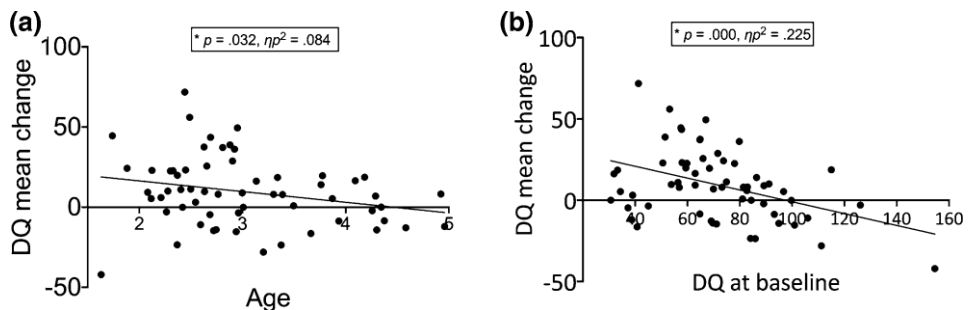 (a)
* p = .032, ηp² = .084
DQ mean change
100
50
0
-50
2
3
4
5
Age
(b)
* p = .000, ηp² = .225
DQ mean change
100
50
0
-50
20
40
60
80
100
120
140
160
DQ at baseline